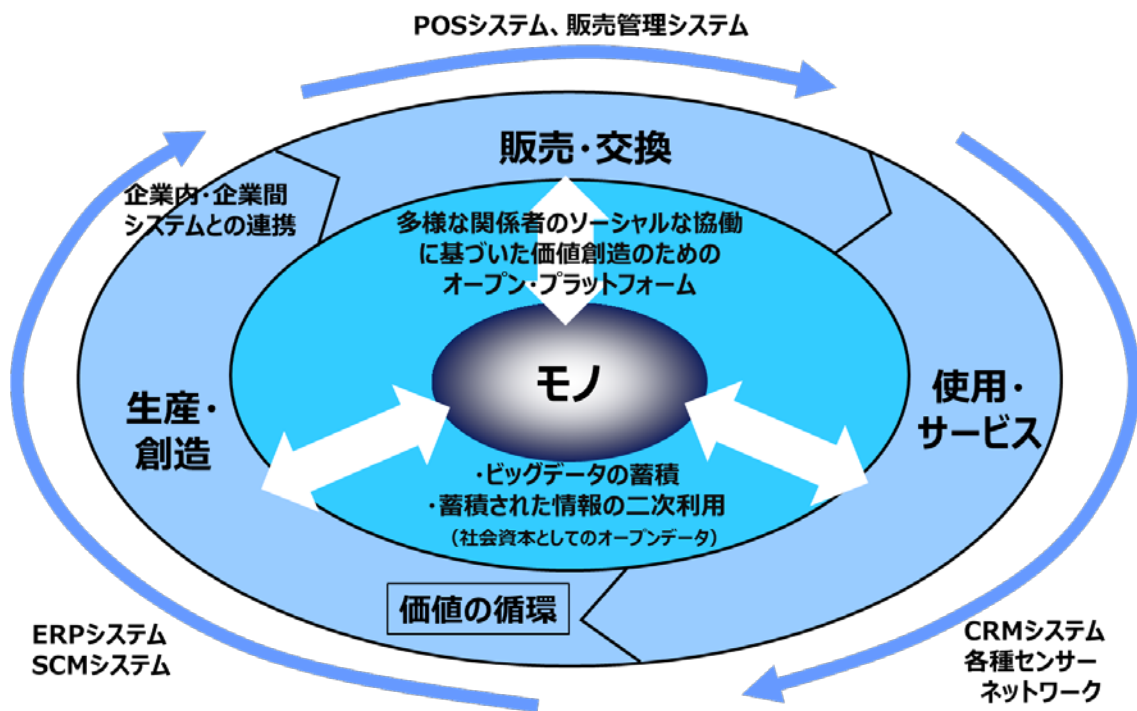 POSシステム、販売管理システム
販売・交換
企業内・企業間
システムとの連携
多様な関係者のソーシャルな協働
に基づいた価値創造のための
オープン・プラットフォーム
モノ
生産・
創造
使用・
サービス
・ビッグデータの蓄積
・蓄積された情報の二次利用
（社会資本としてのオープンデータ）
価値の循環
ERPシステム
SCMシステム
CRMシステム
各種センサー
ネットワーク